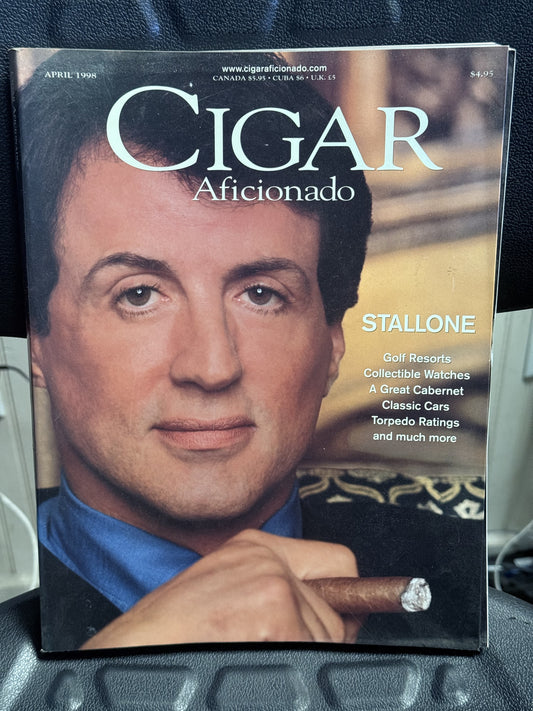 APRIL 1998
www.cigaraficionado.com
CANADA $5.95 • CUBA $6 • U.K. £5
$4.95
CIGAR
Aficionado
STALLONE
Golf Resorts
Collectible Watches
A Great Cabernet
Classic Cars
Torpedo Ratings
and much more